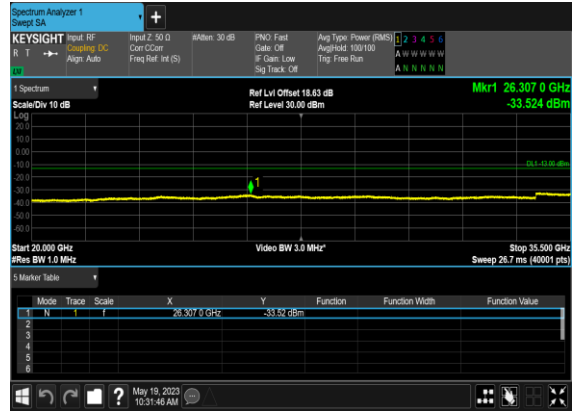 Spectrum Analyzer 1
Swept SA
+
KEYSIGHT Input: RF Input Z: 50 Ω #Atten: 30 dB PNO: Fast Avg Type: Power (RMS) 1 2 3 4 5 6
R T Coupling: DC Corr CCorr Gate: Off Avg|Hold: 100/100 A W W W W W
Align: Auto Freq Ref: Int (S) IF Gain: Low Trig: Free Run
Sig Track: Off A N N N N N
1 Spectrum Ref Lvl Offset 18.63 dB Mkr1 26.307 0 GHz
Scale/Div 10 dB Ref Level 30.00 dBm -33.524 dBm
Log
20.0
10.0
0.00
-10.0 DL1 -13.00 dBm
-20.0
-30.0 1
-40.0
-50.0
-60.0
Start 20.000 GHz Video BW 3.0 MHz* Stop 35.500 GHz
#Res BW 1.0 MHz Sweep 26.7 ms (40001 pts)
5 Marker Table
Mode Trace Scale X Y Function Function Width Function Value
1 N 1 f 26.307 0 GHz -33.52 dBm
2
3
4
5
6
? May 19, 2023
10:31:46 AM